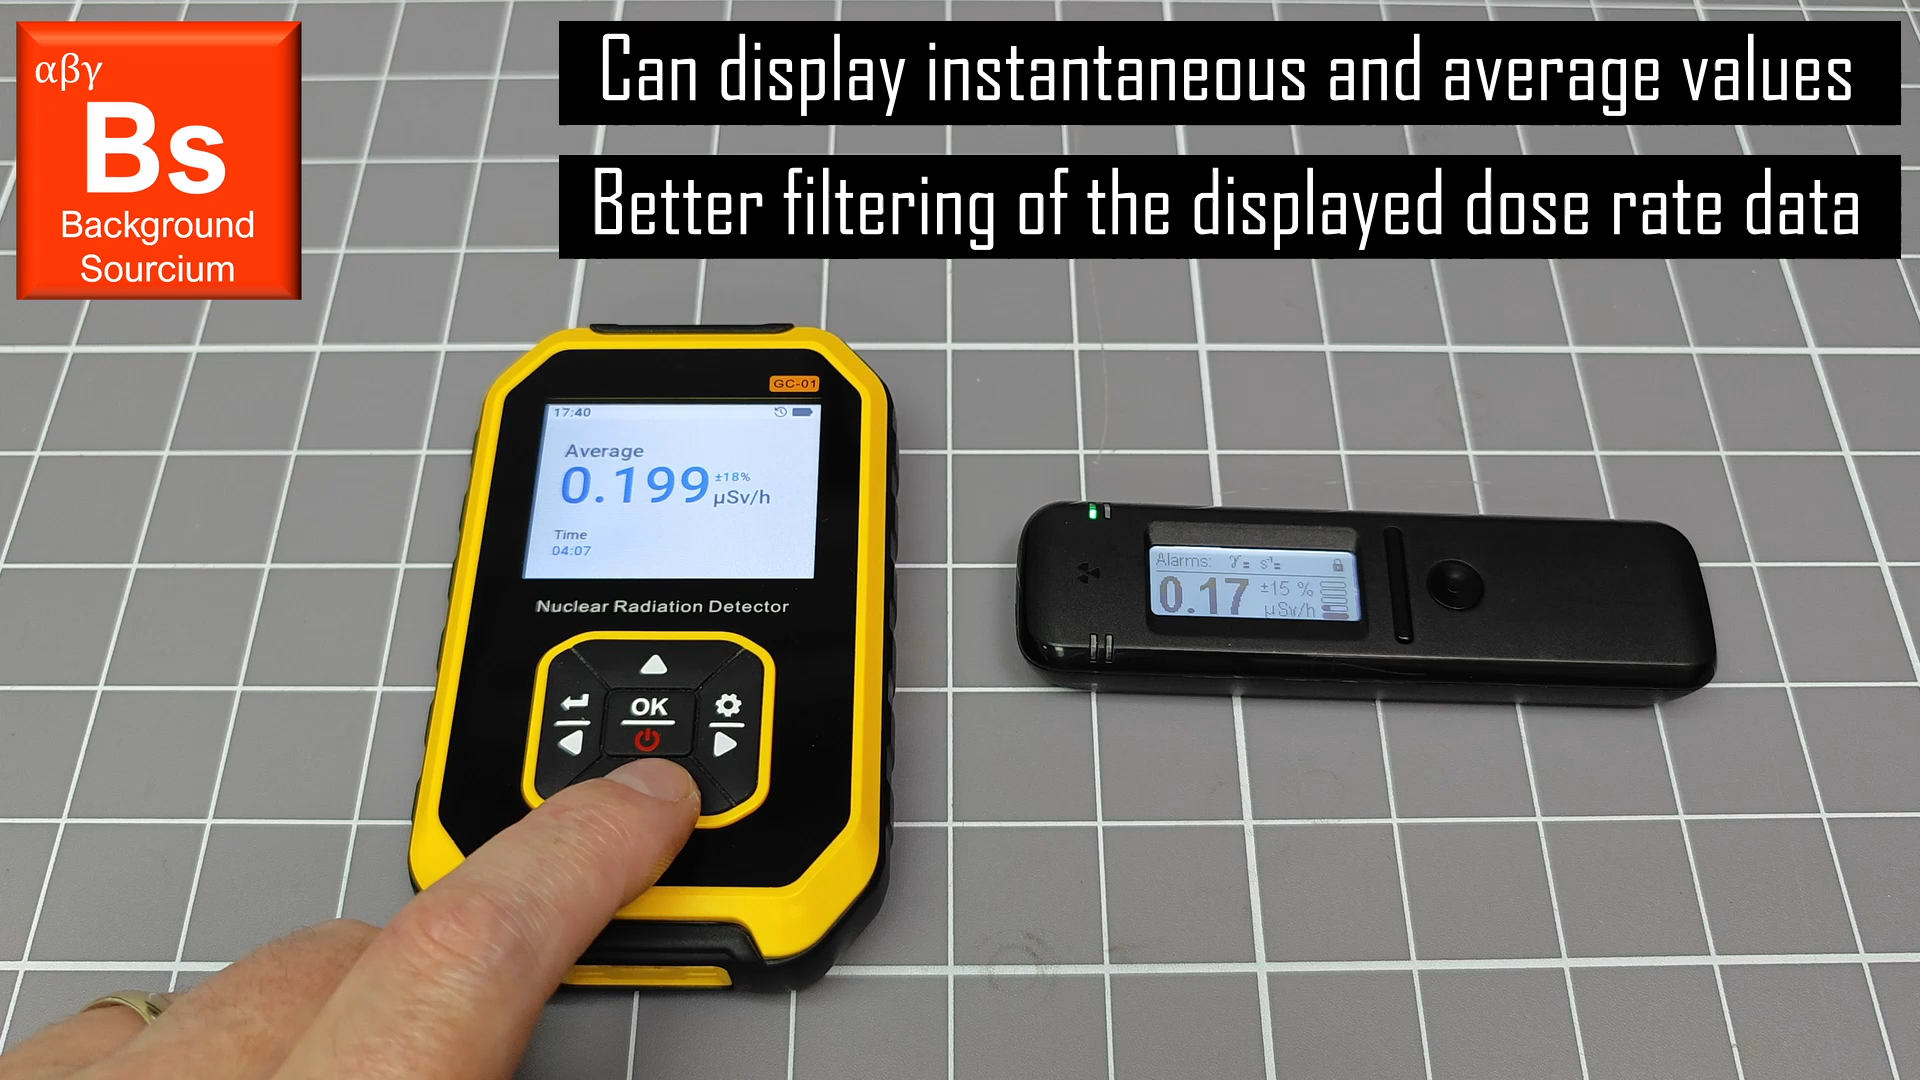 αβγ
Bs
Background
Sourcium
Can display instantaneous and average values
Better filtering of the displayed dose rate data
GC-01
17:40
Average
0.199 ±18%
µSv/h
Time
04:07
Nuclear Radiation Detector
OK
Alarms: γ= s⁻¹=
0.17 ±15 %
µSv/h